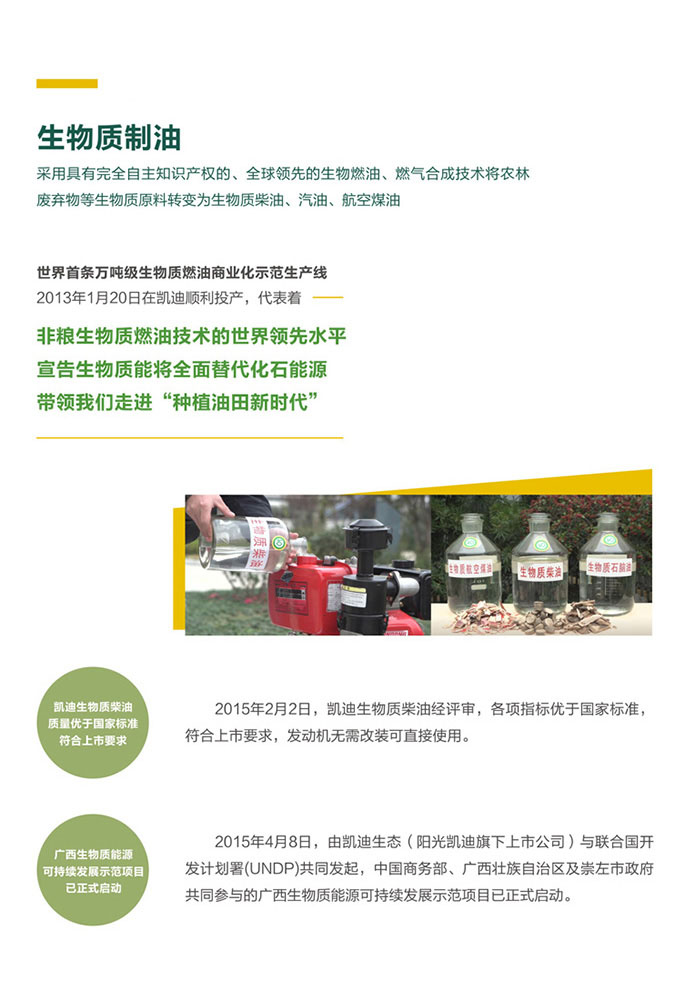 生物质制油
采用具有完全自主知识产权的、全球领先的生物燃油、燃气合成技术将农林
废弃物等生物质原料转变为生物质柴油、汽油、航空煤油
世界首条万吨级生物质燃油商业化示范生产线
2013年1月20日在凯迪顺利投产，代表着
非粮生物质燃油技术的世界领先水平
宣告生物质能将全面替代化石能源
带领我们走进“种植油田新时代”
生物质柴油
生物质航空煤油
生物质柴油
生物质石脑油
凯迪生物质柴油
质量优于国家标准
符合上市要求
2015年2月2日，凯迪生物质柴油经评审，各项指标优于国家标准，
符合上市要求，发动机无需改装可直接使用。
广西生物质能源
可持续发展示范项目
已正式启动
2015年4月8日，由凯迪生态（阳光凯迪旗下上市公司）与联合国开
发计划署(UNDP)共同发起，中国商务部、广西壮族自治区及崇左市政府
共同参与的广西生物质能源可持续发展示范项目已正式启动。